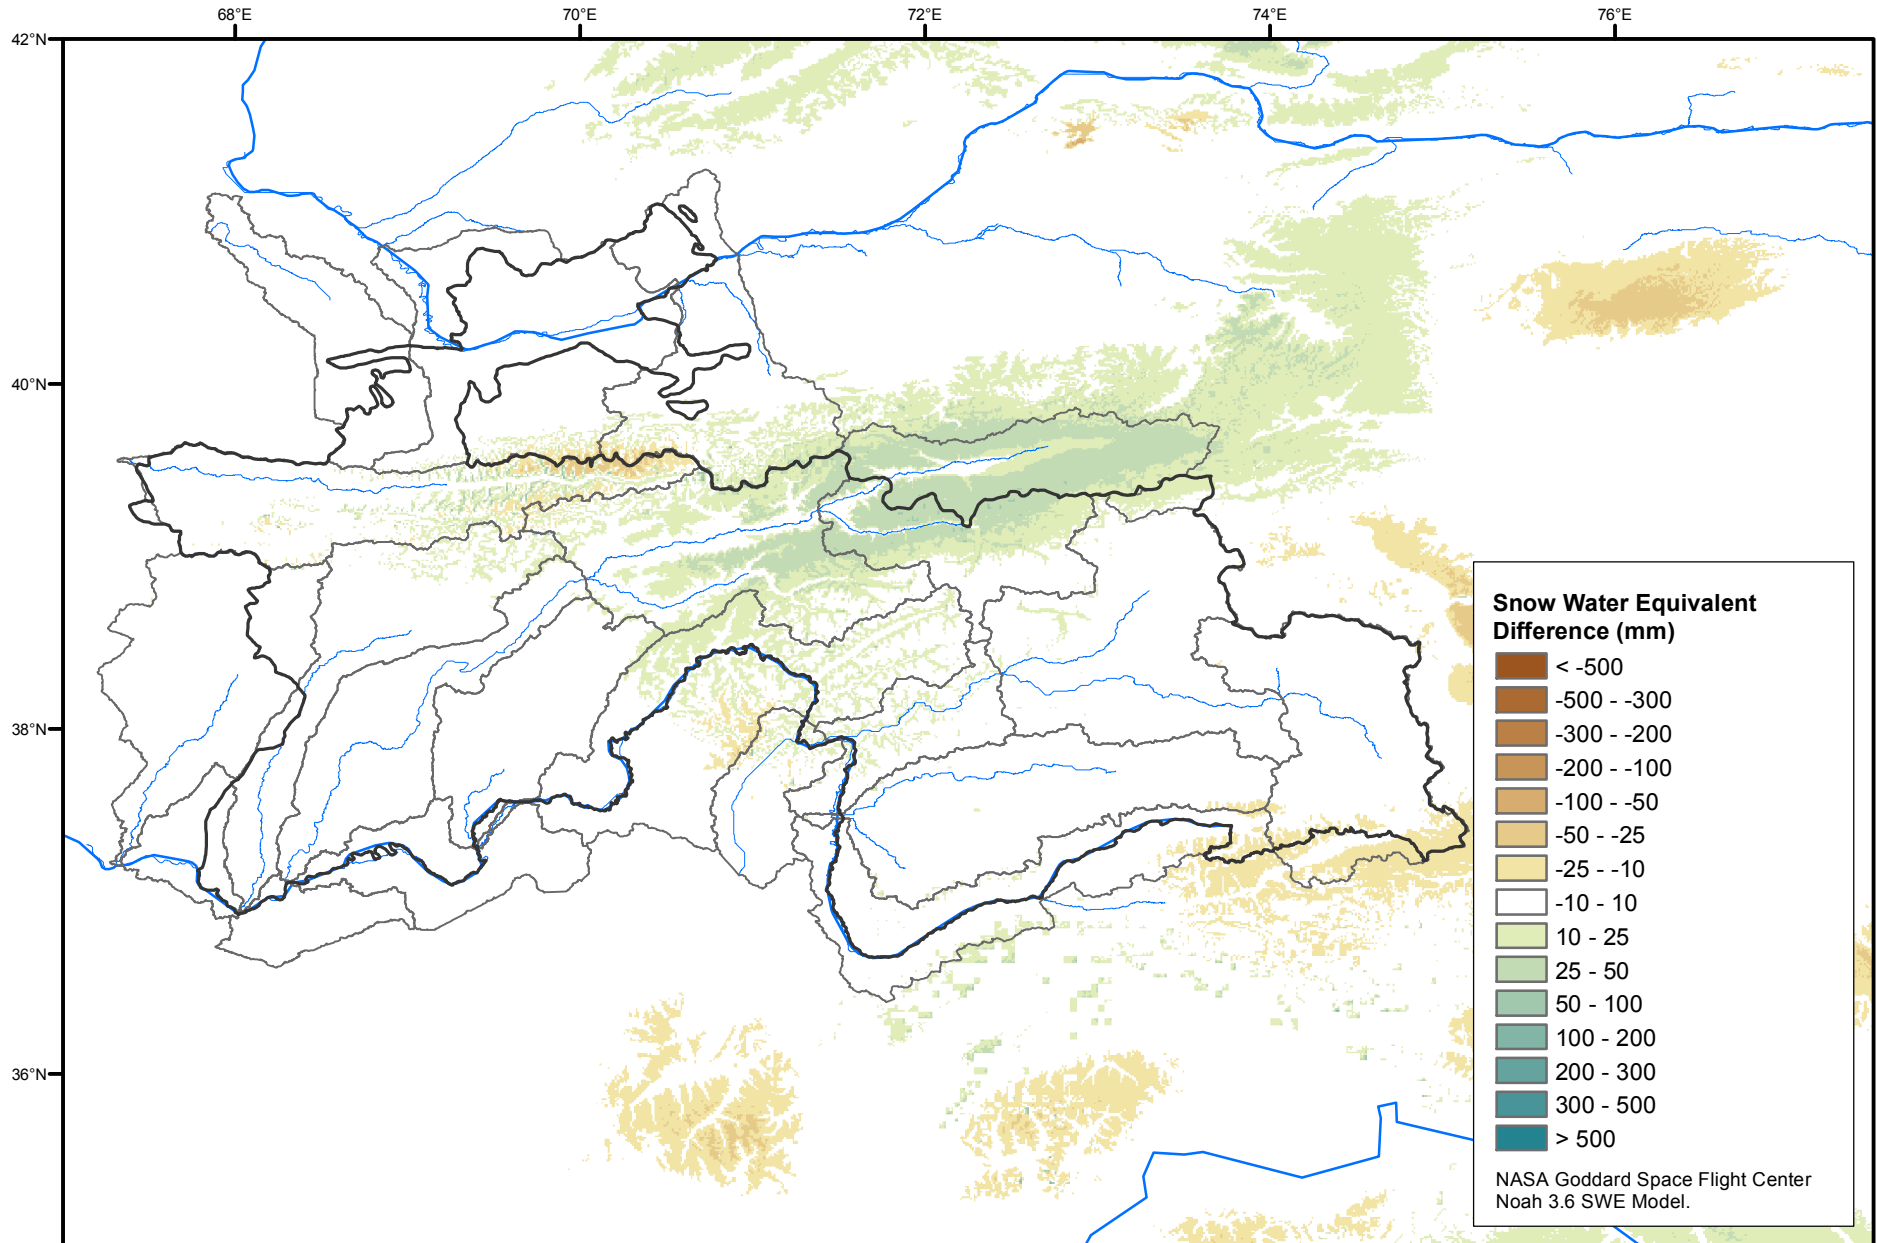 68°E 70°E 72°E 74°E 76°E
42°N
40°N
38°N
36°N
Snow Water Equivalent
Difference (mm)
< -500
-500 - -300
-300 - -200
-200 - -100
-100 - -50
-50 - -25
-25 - -10
-10 - 10
10 - 25
25 - 50
50 - 100
100 - 200
200 - 300
300 - 500
> 500
NASA Goddard Space Flight Center
Noah 3.6 SWE Model.